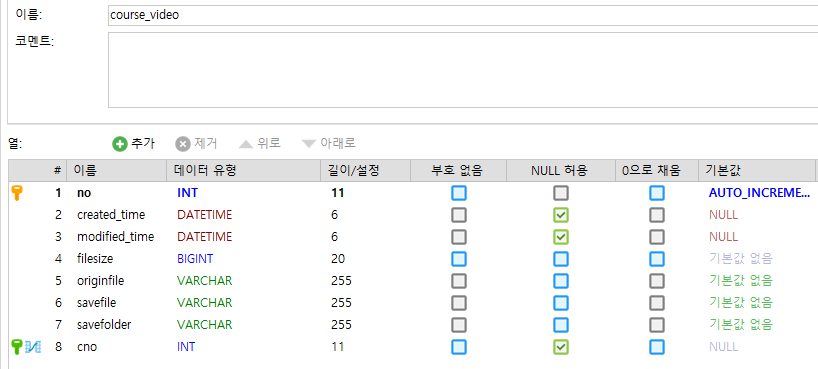 이름: course_video
코멘트:
열: 추가 제거 위로 아래로
# 이름 데이터 유형 길이/설정 부호 없음 NULL 허용 0으로 채움 기본값
1 no INT 11 AUTO_INCREME...
2 created_time DATETIME 6 NULL
3 modified_time DATETIME 6 NULL
4 filesize BIGINT 20 기본값 없음
5 originfile VARCHAR 255 기본값 없음
6 savefile VARCHAR 255 기본값 없음
7 savefolder VARCHAR 255 기본값 없음
8 cno INT 11 NULL